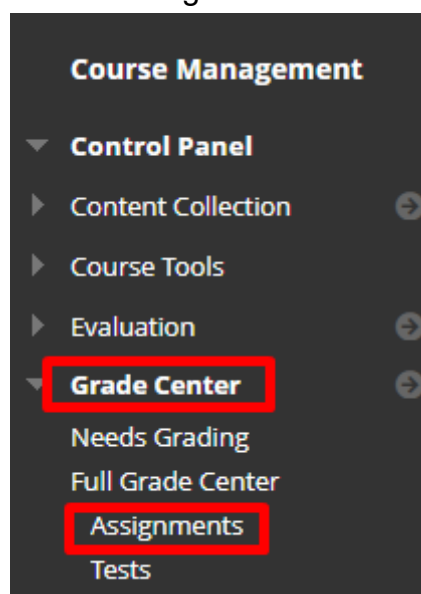 Course Management
Control Panel
Content Collection
Course Tools
Evaluation
Grade Center
Needs Grading
Full Grade Center
Assignments
Tests